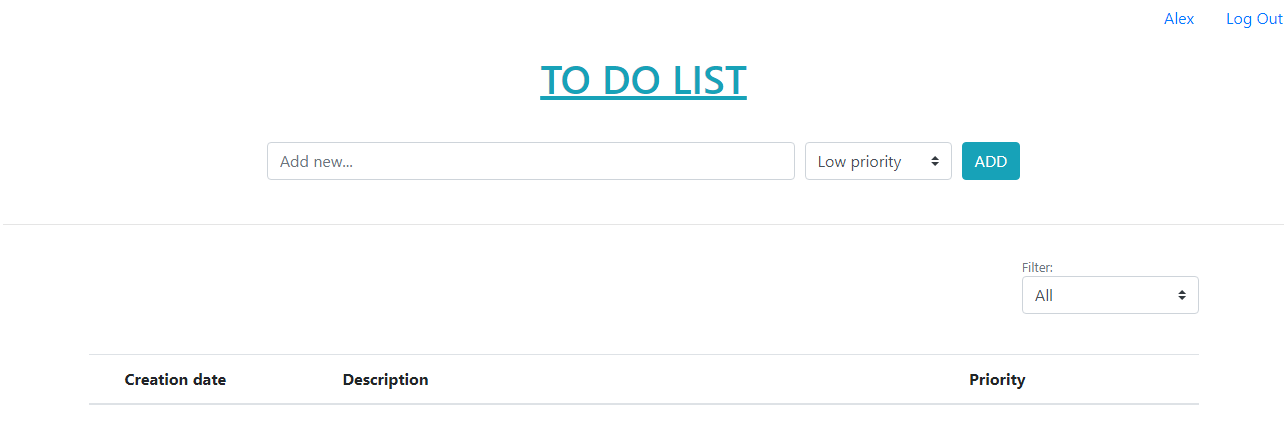 Alex Log Out
TO DO LIST
Add new... Low priority ADD
Filter:
All
Creation date Description Priority